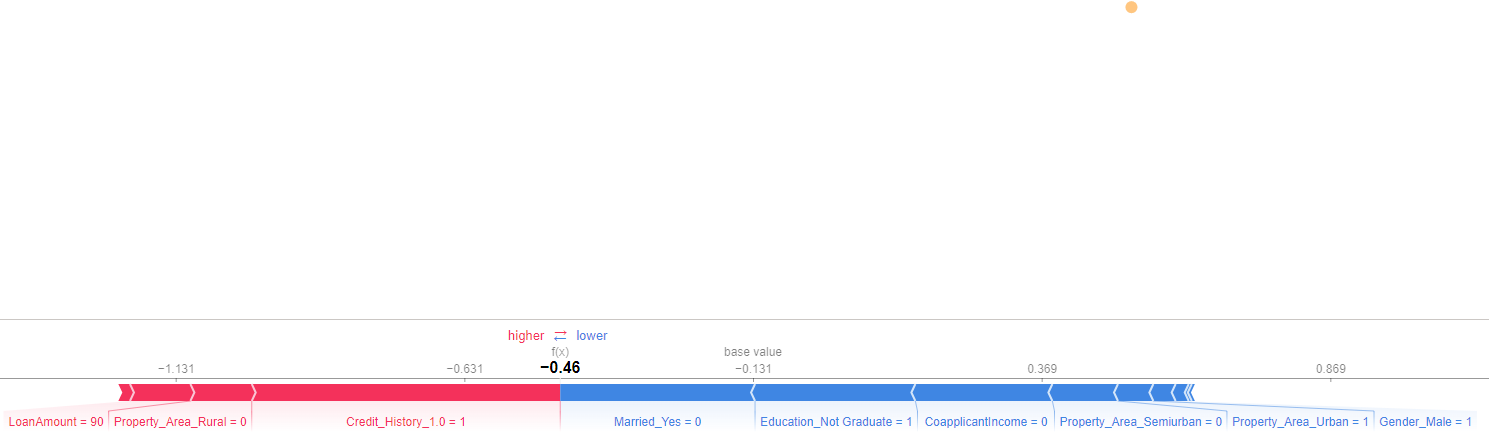 higher lower
f(x) base value
−1.131 −0.631 −0.46 −0.131 0.369 0.869
LoanAmount = 90 Property_Area_Rural = 0 Credit_History_1.0 = 1 Married_Yes = 0 Education_Not Graduate = 1 CoapplicantIncome = 0 Property_Area_Semiurban = 0 Property_Area_Urban = 1 Gender_Male = 1